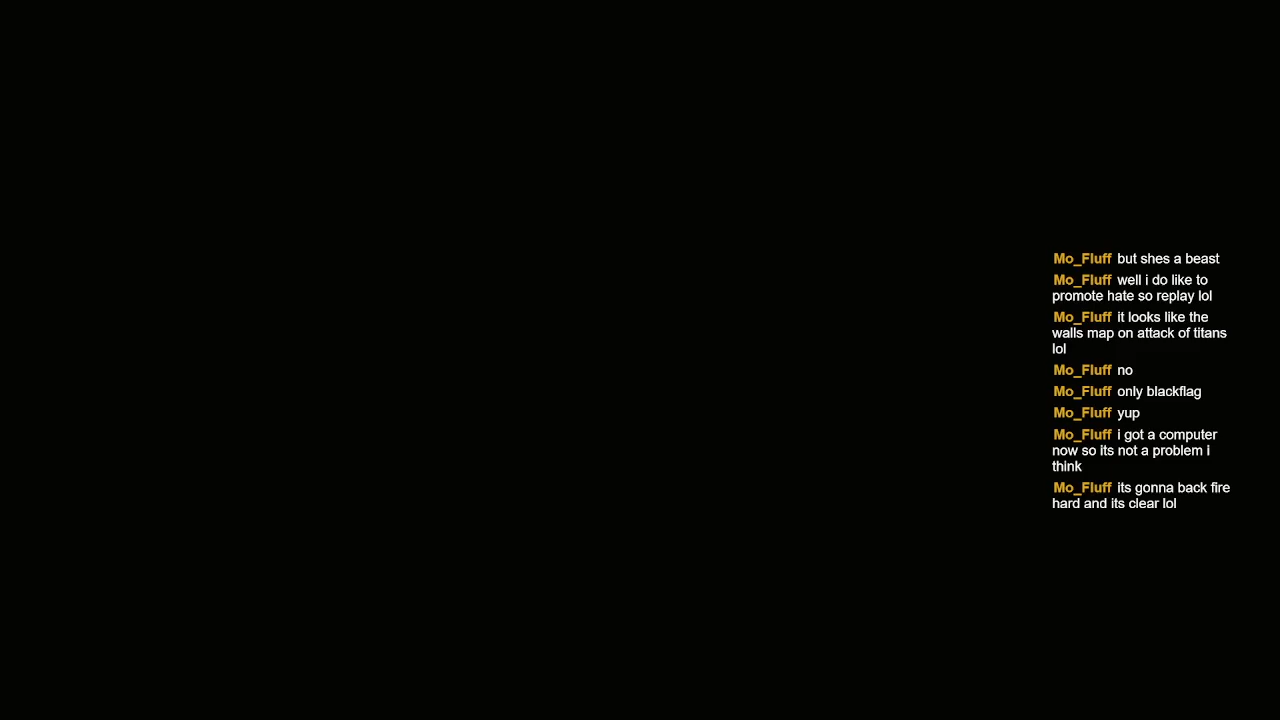 Mo_Fluff but shes a beast
Mo_Fluff well i do like to
promote hate so replay lol
Mo_Fluff it looks like the
walls map on attack of titans
lol
Mo_Fluff no
Mo_Fluff only blackflag
Mo_Fluff yup
Mo_Fluff i got a computer
now so its not a problem i
think
Mo_Fluff its gonna back fire
hard and its clear lol